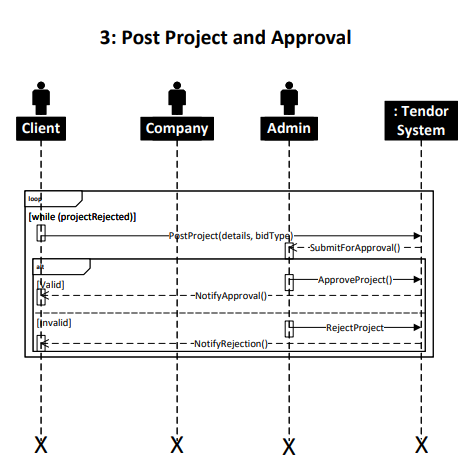 3: Post Project and Approval
Client
Company
Admin
: Tendor
System
loop
[while (projectRejected)]
PostProject(details, bidType)
SubmitForApproval()
alt
[Valid]
ApproveProject()
NotifyApproval()
[Invalid]
RejectProject
NotifyRejection()
X X X X